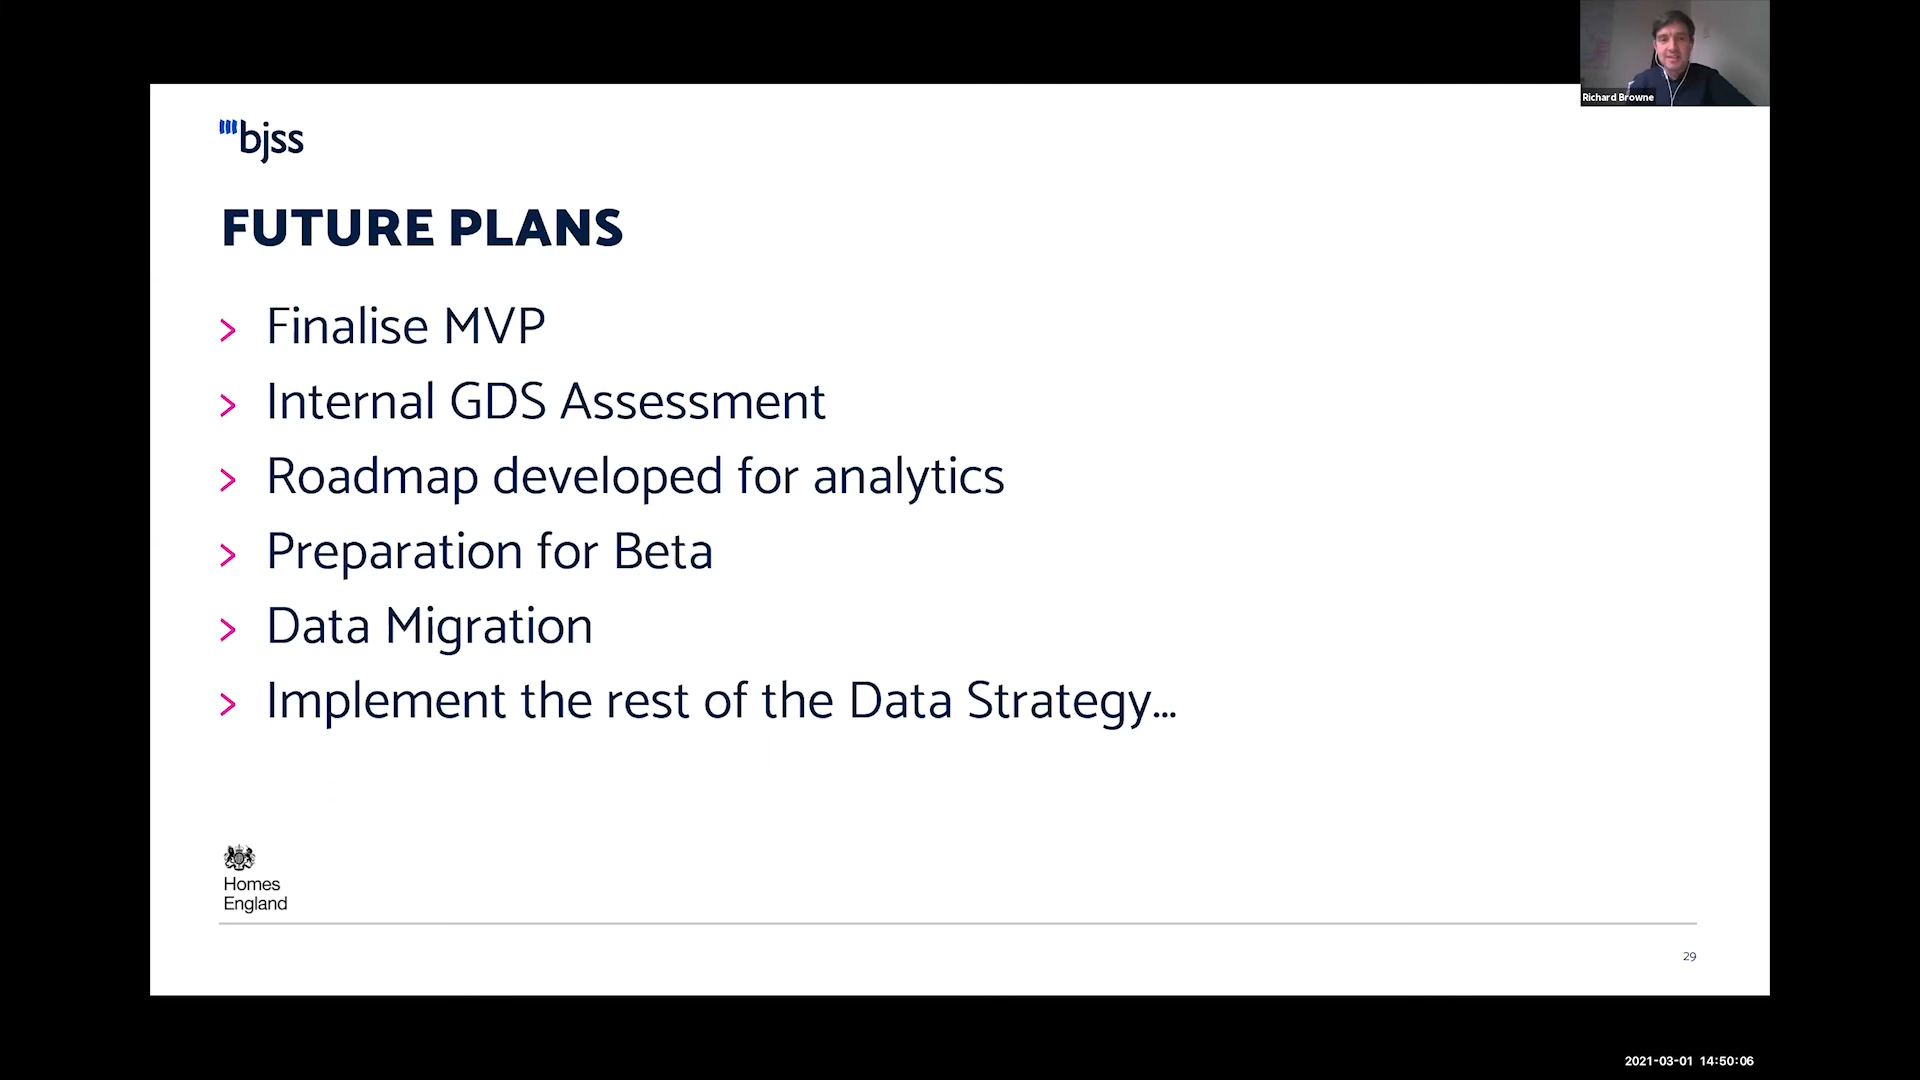 Richard Browne
bjss
FUTURE PLANS
> Finalise MVP
> Internal GDS Assessment
> Roadmap developed for analytics
> Preparation for Beta
> Data Migration
> Implement the rest of the Data Strategy...
Homes
England
29
2021-03-01 14:50:06